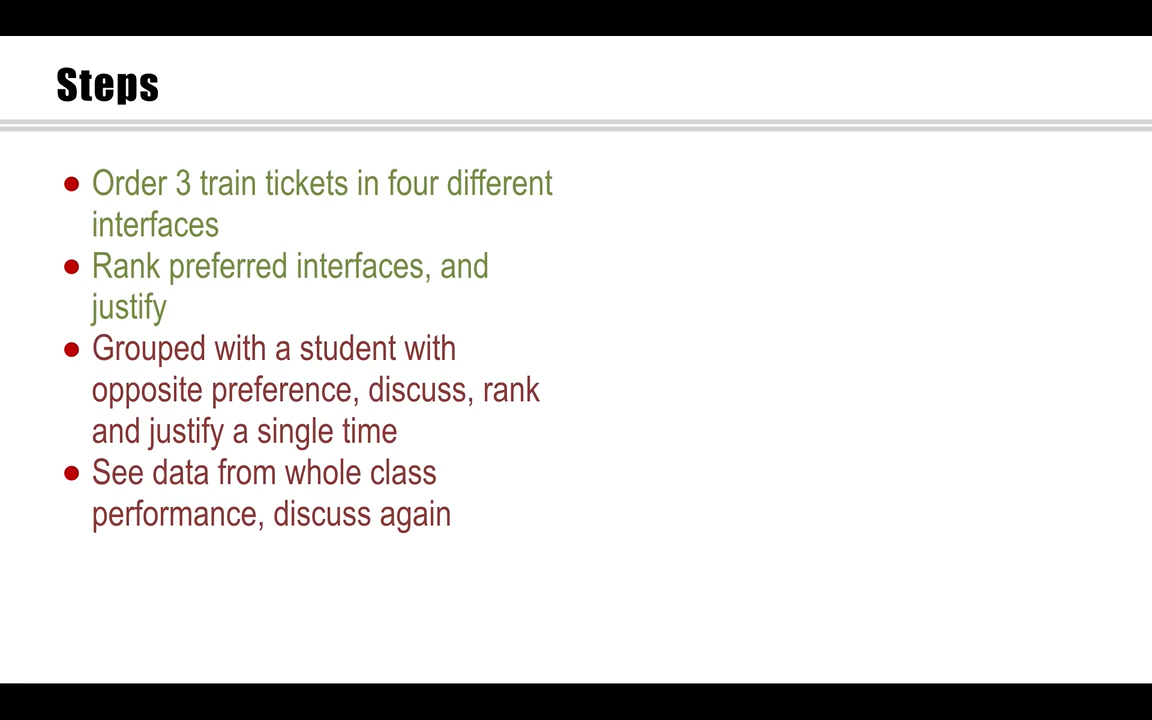 Steps
● Order 3 train tickets in four different
interfaces
● Rank preferred interfaces, and
justify
● Grouped with a student with
opposite preference, discuss, rank
and justify a single time
● See data from whole class
performance, discuss again